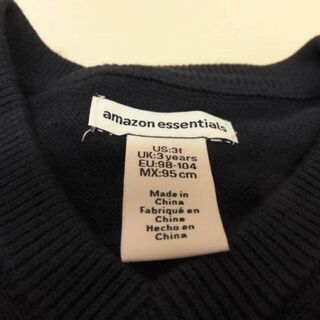 amazon essentials
US:3t
UK:3 years
EU:98-104
MX:95 cm
Made in
China
Fabriqué en
Chine
Hecho en
China